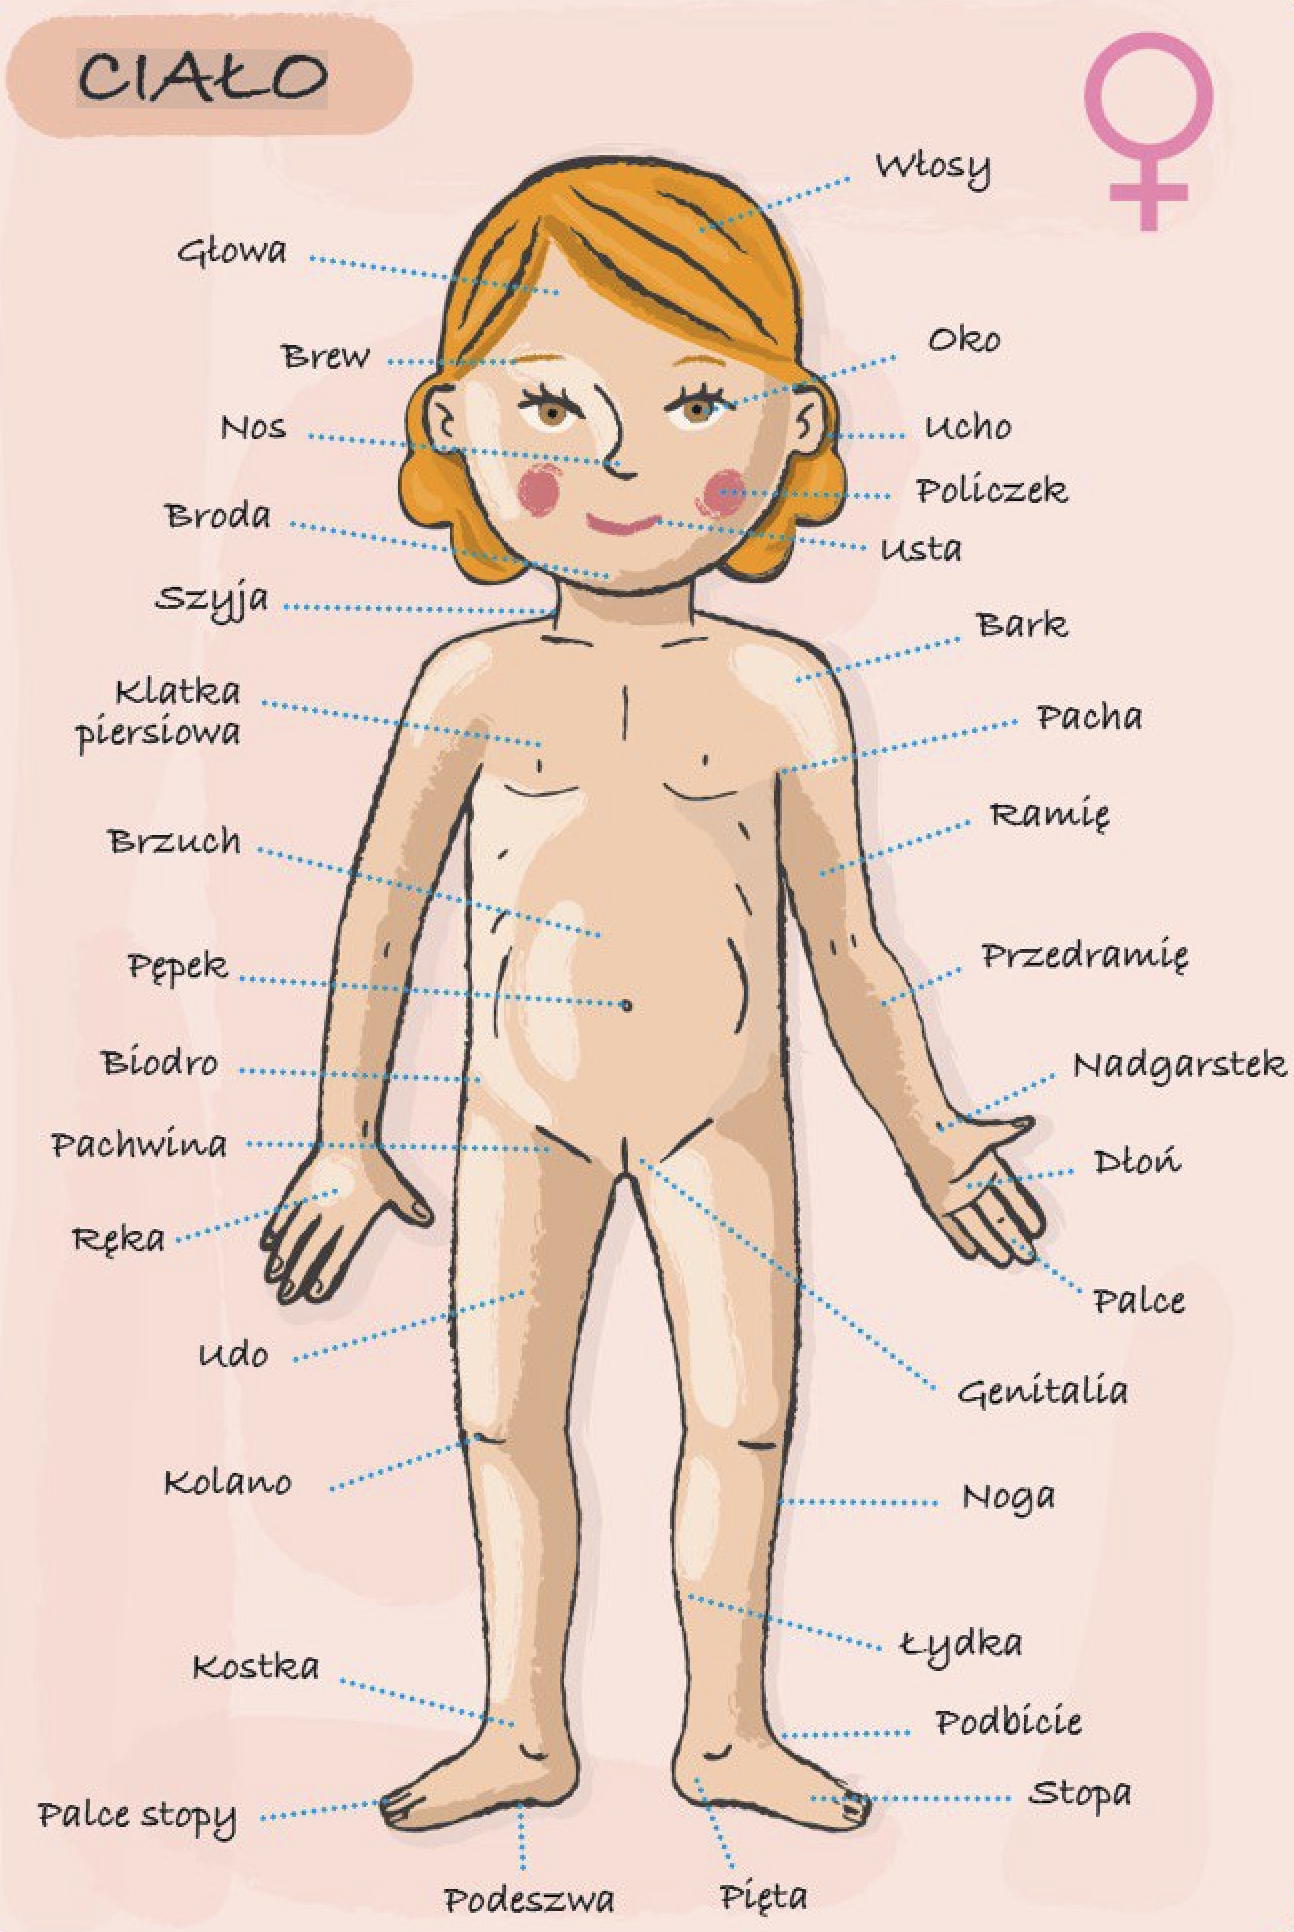 CIAŁO
Włosy
Głowa
Oko
Brew
Nos
Ucho
Policzek
Broda
Usta
Szyja
Bark
Klatka
piersiowa
Pacha
Ramię
Brzuch
Przedramię
Pępek
Biodro
Nadgarstek
Pachwina
Dłoń
Ręka
Palce
Udo
Genitalia
Kolano
Noga
Łydka
Kostka
Podbicie
Stopa
Palce stopy
Podeszwa
Pięta